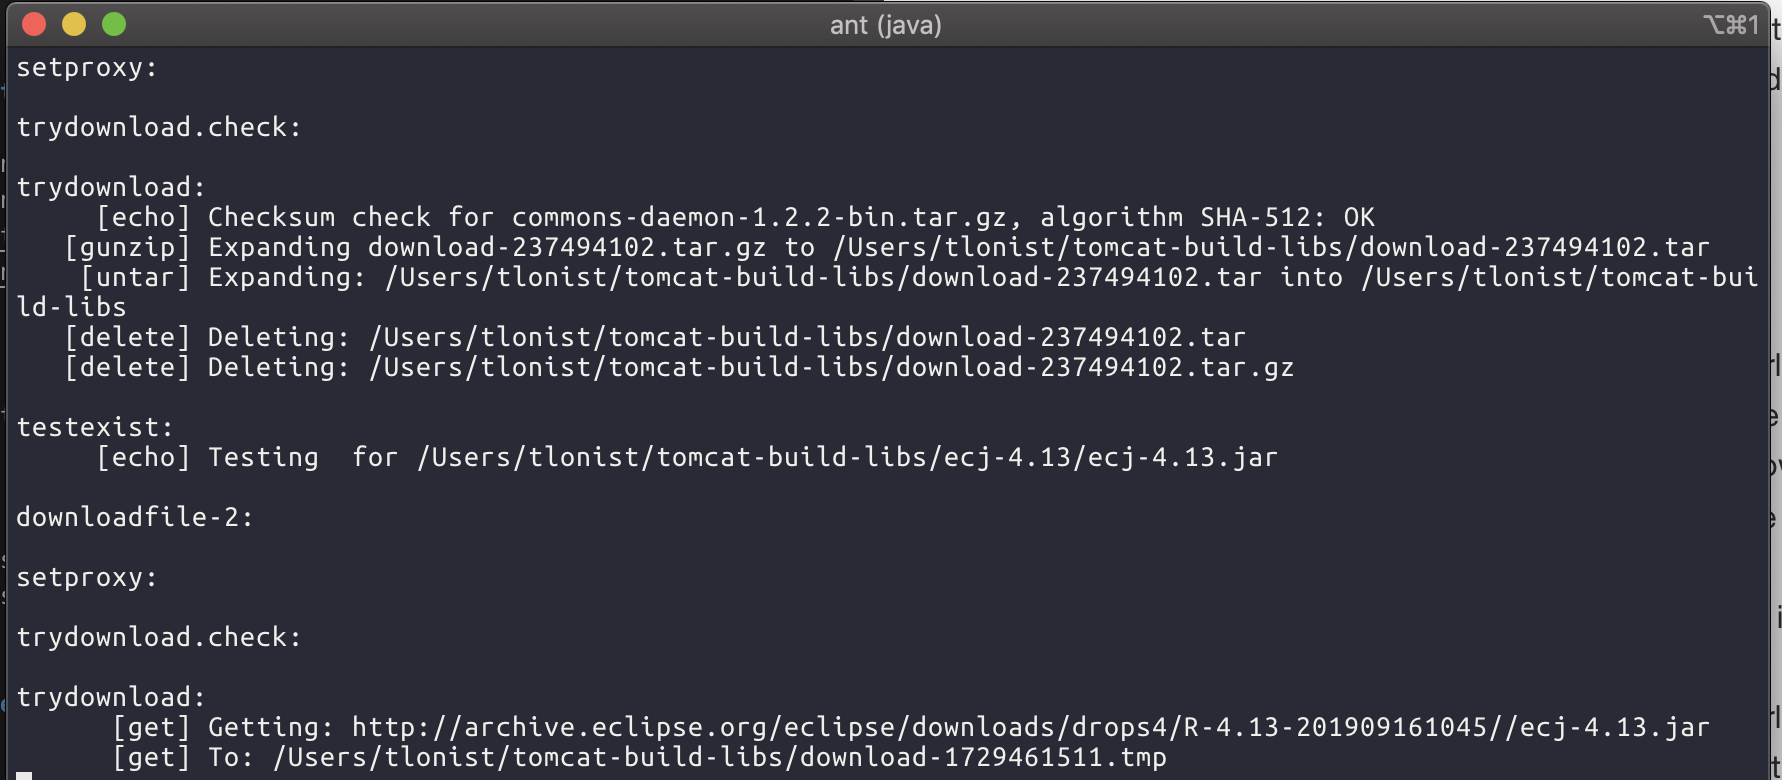 ant (java)
⌥⌘1
setproxy:
trydownload.check:
trydownload:
[echo] Checksum check for commons-daemon-1.2.2-bin.tar.gz, algorithm SHA-512: OK
[gunzip] Expanding download-237494102.tar.gz to /Users/tlonist/tomcat-build-libs/download-237494102.tar
[untar] Expanding: /Users/tlonist/tomcat-build-libs/download-237494102.tar into /Users/tlonist/tomcat-bui
ld-libs
[delete] Deleting: /Users/tlonist/tomcat-build-libs/download-237494102.tar
[delete] Deleting: /Users/tlonist/tomcat-build-libs/download-237494102.tar.gz
testexist:
[echo] Testing  for /Users/tlonist/tomcat-build-libs/ecj-4.13/ecj-4.13.jar
downloadfile-2:
setproxy:
trydownload.check:
trydownload:
[get] Getting: http://archive.eclipse.org/eclipse/downloads/drops4/R-4.13-201909161045//ecj-4.13.jar
[get] To: /Users/tlonist/tomcat-build-libs/download-1729461511.tmp